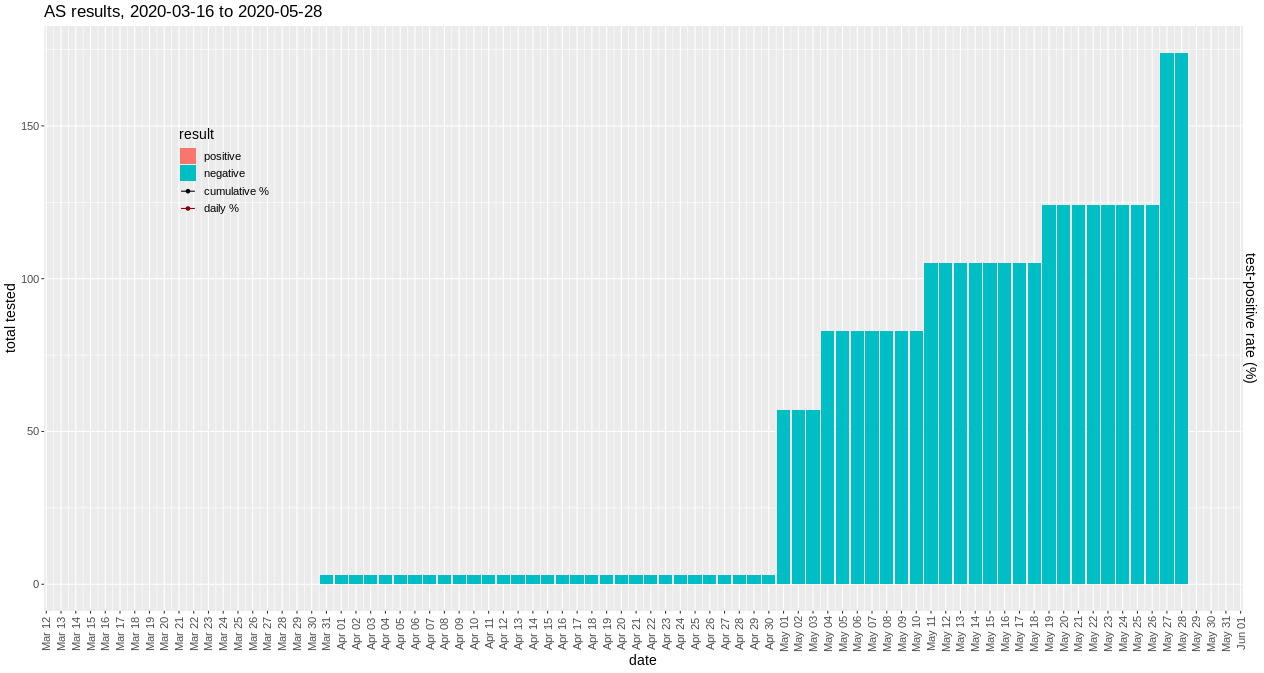 AS results, 2020-03-16 to 2020-05-28
result
positive
negative
cumulative %
daily %
total tested
150
100
50
0
test-positive rate (%)
Mar 12
Mar 13
Mar 14
Mar 15
Mar 16
Mar 17
Mar 18
Mar 19
Mar 20
Mar 21
Mar 22
Mar 23
Mar 24
Mar 25
Mar 26
Mar 27
Mar 28
Mar 29
Mar 30
Mar 31
Apr 01
Apr 02
Apr 03
Apr 04
Apr 05
Apr 06
Apr 07
Apr 08
Apr 09
Apr 10
Apr 11
Apr 12
Apr 13
Apr 14
Apr 15
Apr 16
Apr 17
Apr 18
Apr 19
Apr 20
Apr 21
Apr 22
Apr 23
Apr 24
Apr 25
Apr 26
Apr 27
Apr 28
Apr 29
Apr 30
May 01
May 02
May 03
May 04
May 05
May 06
May 07
May 08
May 09
May 10
May 11
May 12
May 13
May 14
May 15
May 16
May 17
May 18
May 19
May 20
May 21
May 22
May 23
May 24
May 25
May 26
May 27
May 28
May 29
May 30
May 31
Jun 01
date